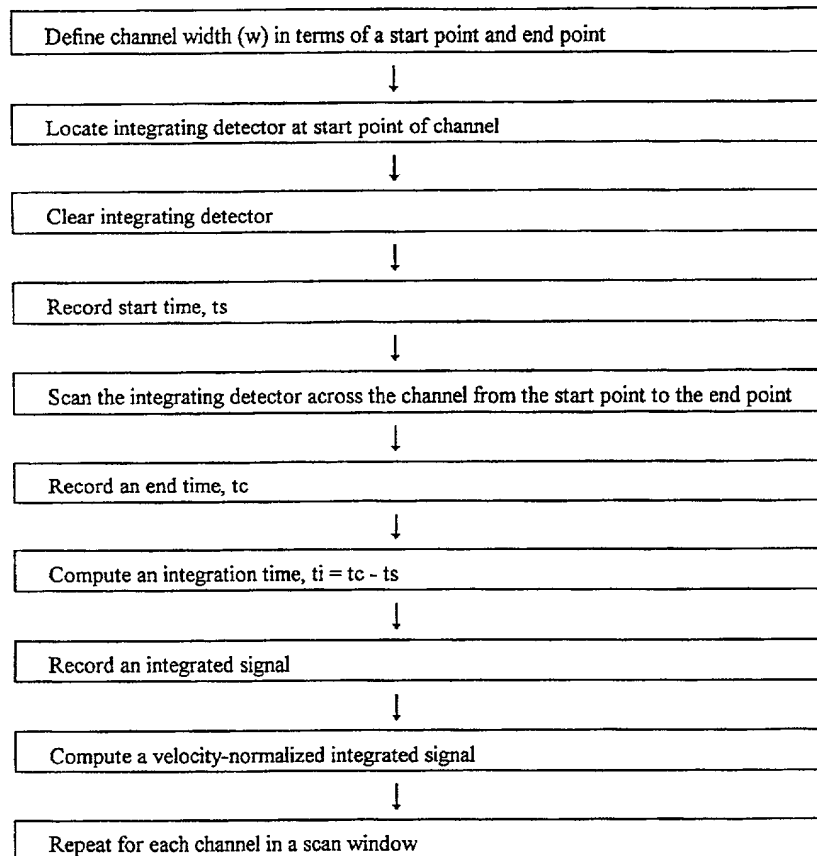 Define channel width (w) in terms of a start point and end point
Locate integrating detector at start point of channel
Clear integrating detector
Record start time, ts
Scan the integrating detector across the channel from the start point to the end point
Record an end time, tc
Compute an integration time, ti = tc - ts
Record an integrated signal
Compute a velocity-normalized integrated signal
Repeat for each channel in a scan window